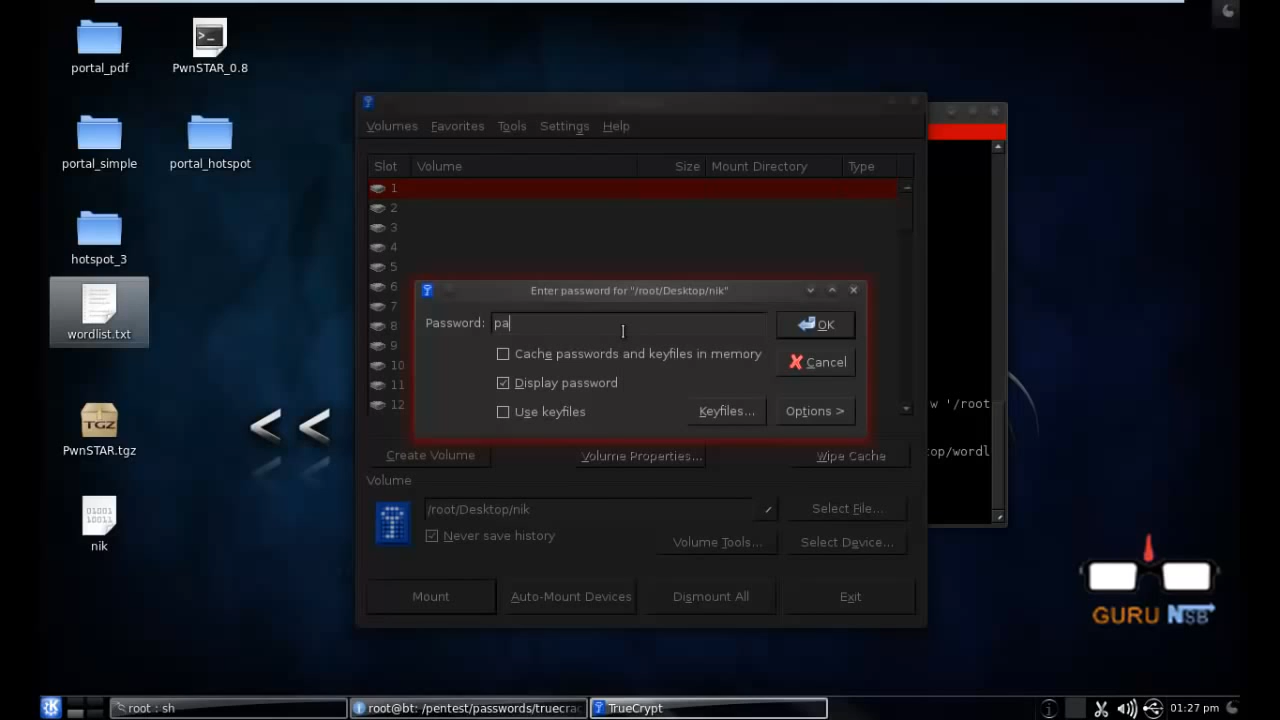 portal_pdf
PwnSTAR_0.8
portal_simple
portal_hotspot
hotspot_3
wordlist.txt
TGZ
PwnSTAR.tgz
01001
10011
nik
Volumes Favorites Tools Settings Help
Slot Volume Size Mount Directory Type
1
2
3
4
5
6
7
8
9
10
11
12
Enter password for "/root/Desktop/nik"
Password: pa
OK
Cache passwords and keyfiles in memory
Cancel
Display password
Use keyfiles
Keyfiles...
Options >
w '/root
top/wordl
Create Volume
Volume Properties...
Wipe Cache
Volume
/root/Desktop/nik
Select File...
Never save history
Volume Tools...
Select Device...
Mount
Auto-Mount Devices
Dismount All
Exit
GURU NSB
root : sh
root@bt: /pentest/passwords/truecrac
TrueCrypt
01:27 pm